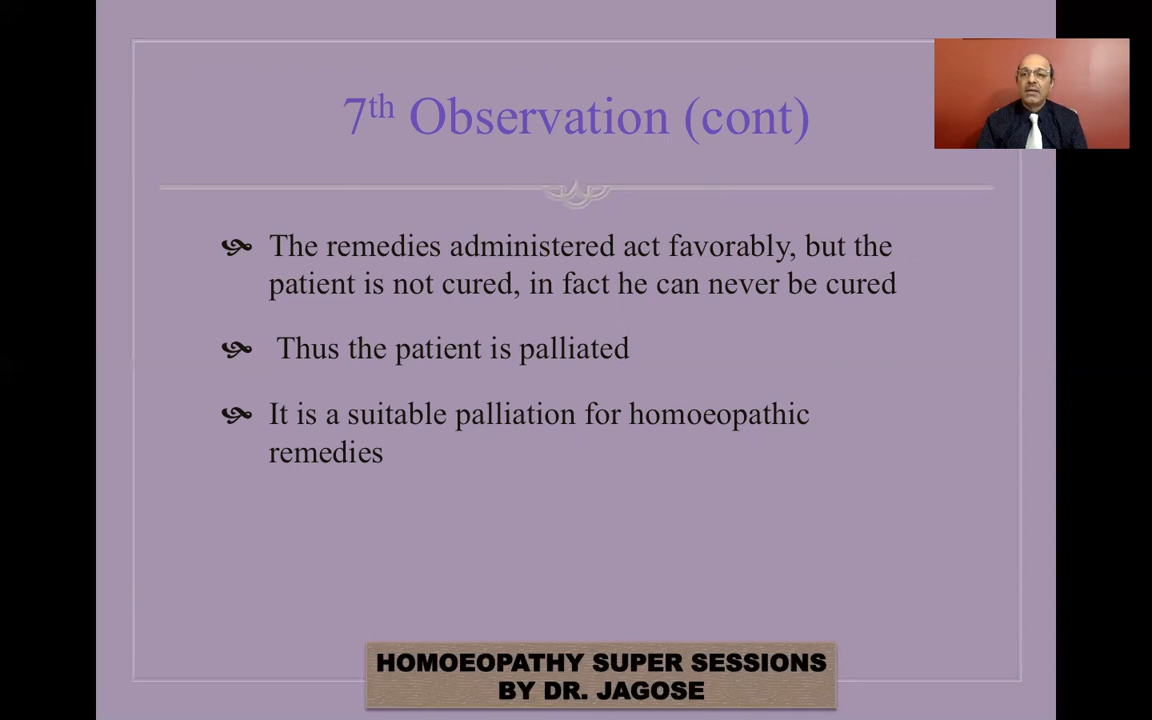 7th Observation (cont)
The remedies administered act favorably, but the
patient is not cured, in fact he can never be cured
Thus the patient is palliated
It is a suitable palliation for homoeopathic
remedies
HOMOEOPATHY SUPER SESSIONS
BY DR. JAGOSE